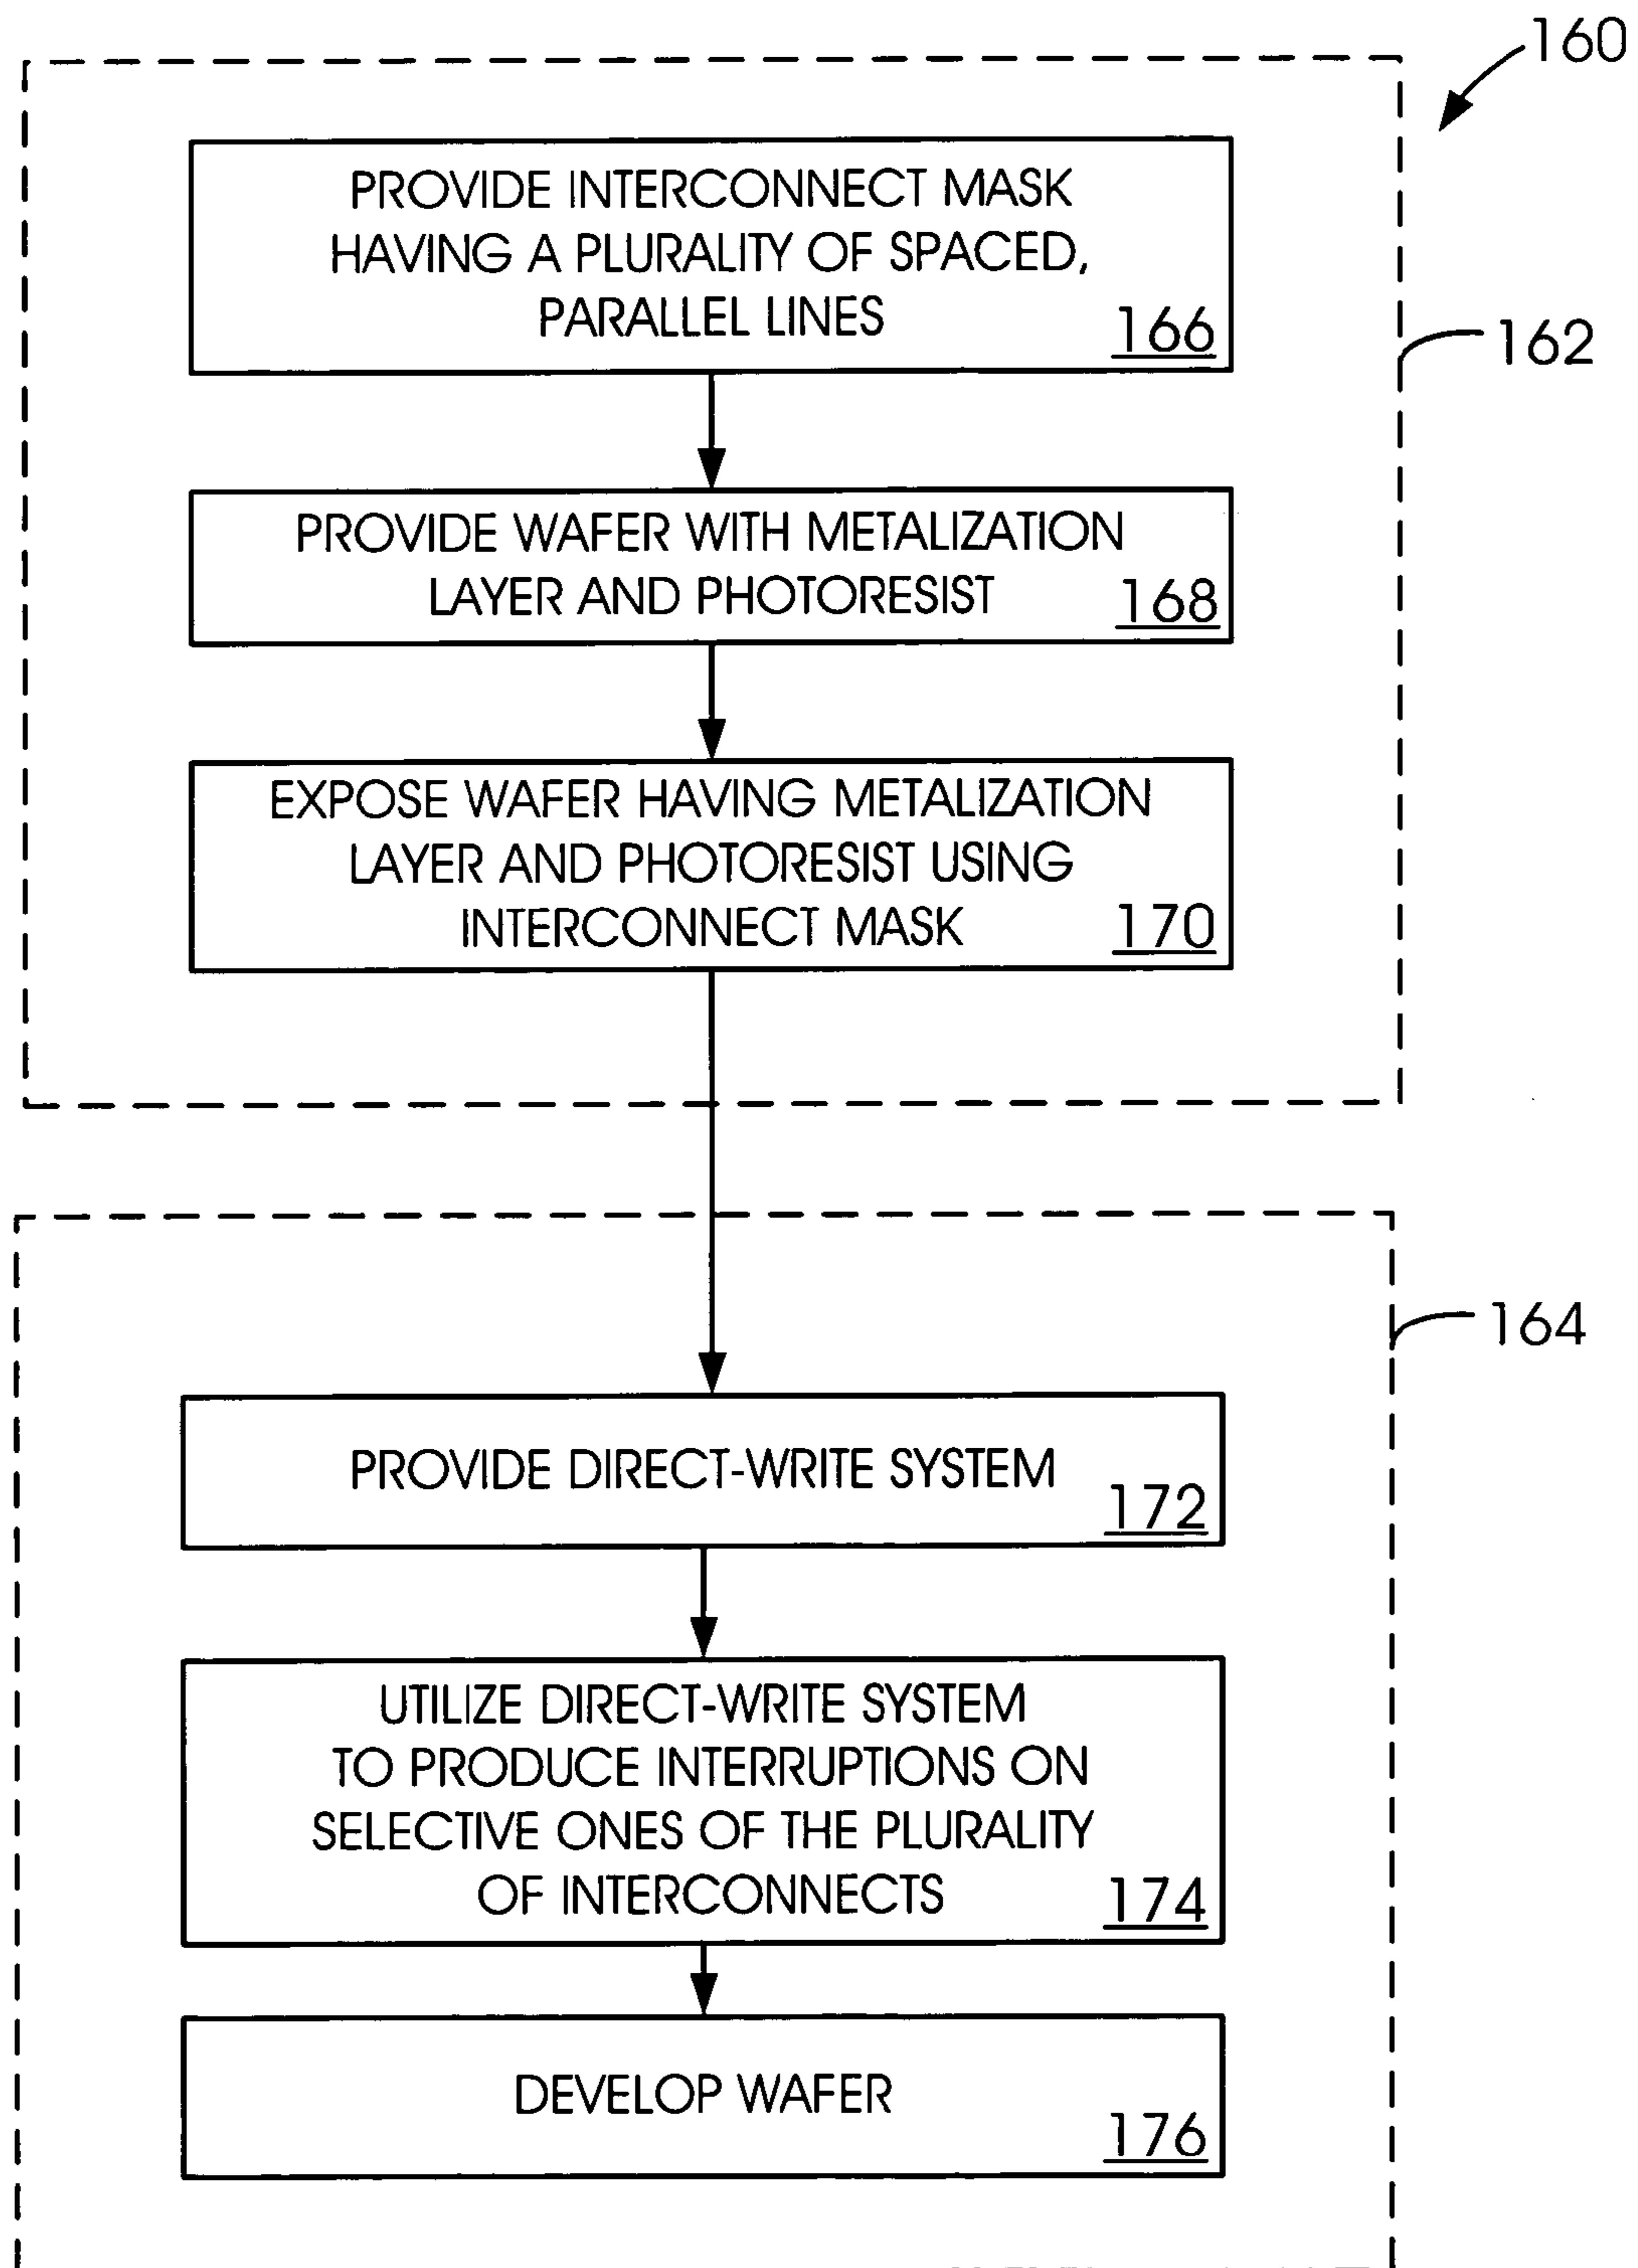 160
PROVIDE INTERCONNECT MASK
HAVING A PLURALITY OF SPACED,
PARALLEL LINES
166
162
PROVIDE WAFER WITH METALIZATION
LAYER AND PHOTORESIST
168
EXPOSE WAFER HAVING METALIZATION
LAYER AND PHOTORESIST USING
INTERCONNECT MASK
170
164
PROVIDE DIRECT-WRITE SYSTEM
172
UTILIZE DIRECT-WRITE SYSTEM
TO PRODUCE INTERRUPTIONS ON
SELECTIVE ONES OF THE PLURALITY
OF INTERCONNECTS
174
DEVELOP WAFER
176